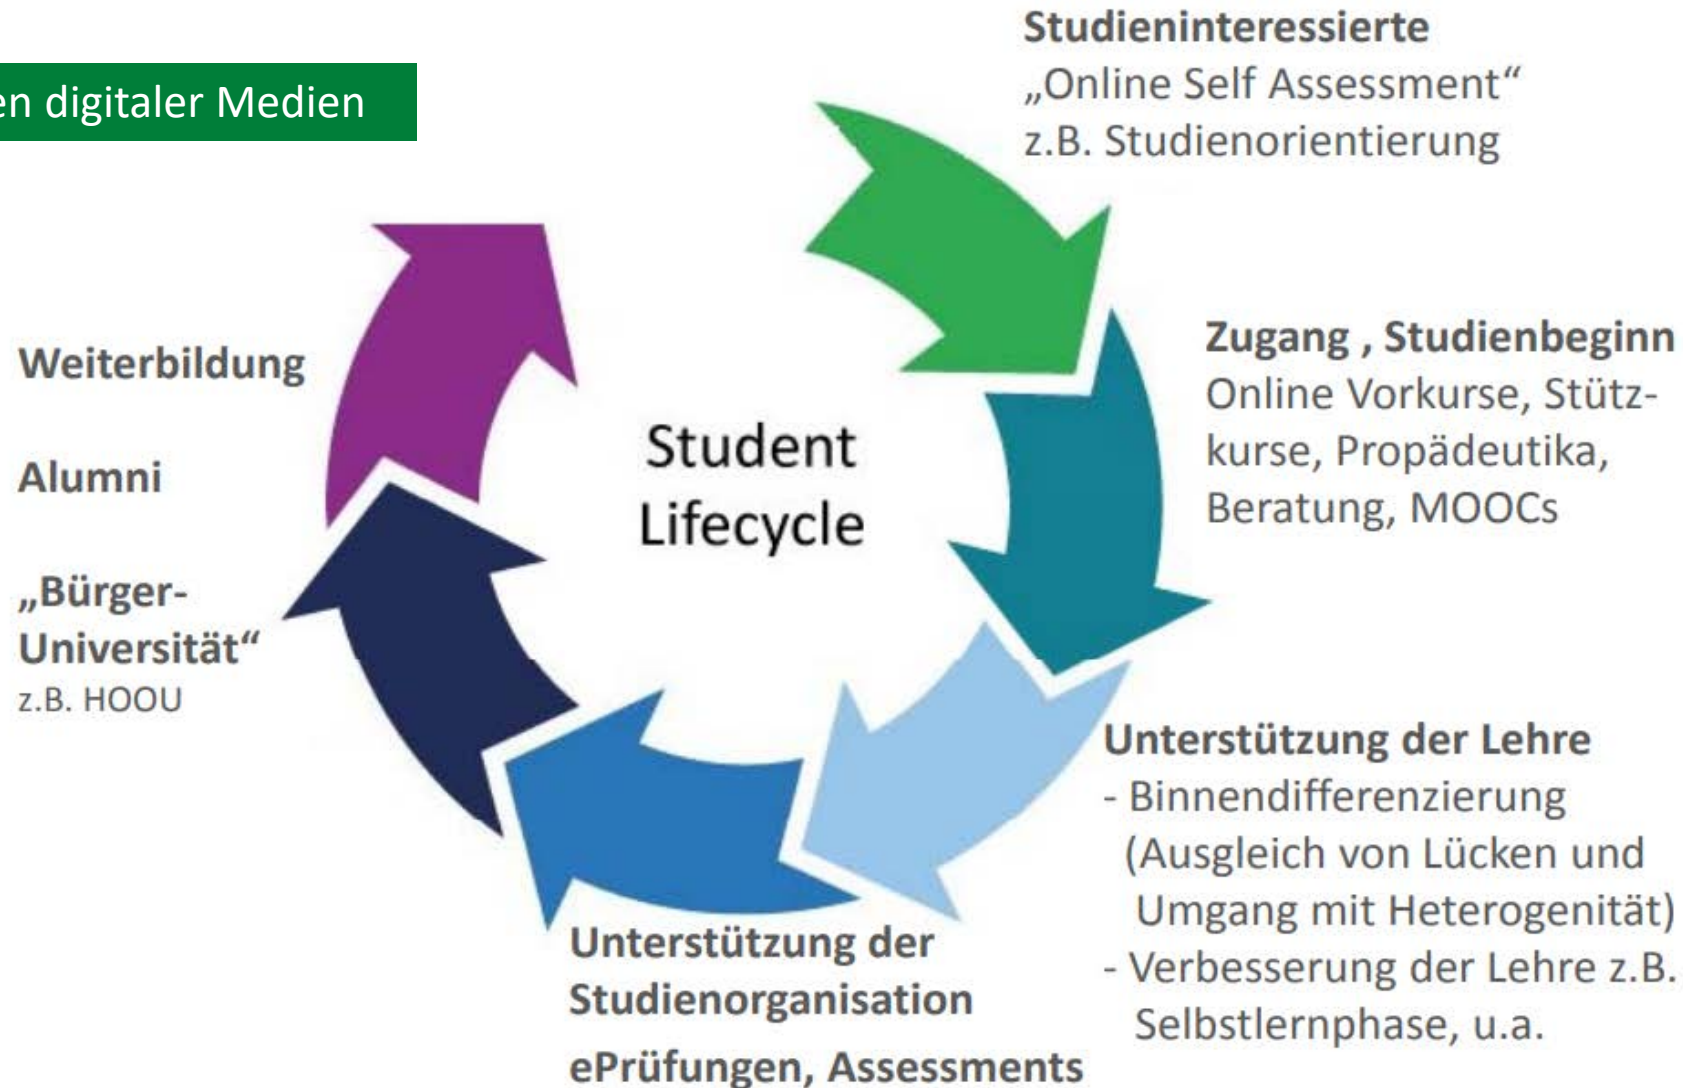 en digitaler Medien
Studieninteressierte
„Online Self Assessment“
z.B. Studienorientierung
Zugang , Studienbeginn
Online Vorkurse, Stütz-
kurse, Propädeutika,
Beratung, MOOCs
Unterstützung der Lehre
- Binnendifferenzierung
(Ausgleich von Lücken und
Umgang mit Heterogenität)
- Verbesserung der Lehre z.B.
Selbstlernphase, u.a.
Unterstützung der
Studienorganisation
ePrüfungen, Assessments
Weiterbildung
Alumni
„Bürger-
Universität“
z.B. HOOU
Student
Lifecycle